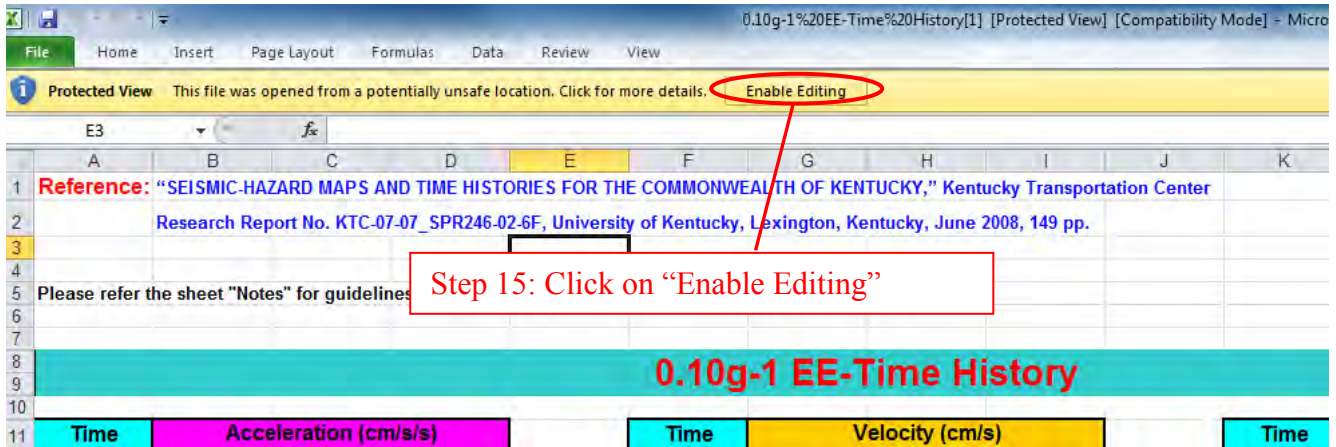 0.10g-1%20EE-Time%20History[1] [Protected View] [Compatibility Mode] - Micro
File Home Insert Page Layout Formulas Data Review View
Protected View This file was opened from a potentially unsafe location. Click for more details. Enable Editing
E3 fx
A B C D E F G H I J K
1 Reference: "SEISMIC-HAZARD MAPS AND TIME HISTORIES FOR THE COMMONWEALTH OF KENTUCKY," Kentucky Transportation Center
2 Research Report No. KTC-07-07_SPR246-02-6F, University of Kentucky, Lexington, Kentucky, June 2008, 149 pp.
3
4
Step 15: Click on “Enable Editing”
5 Please refer the sheet "Notes" for guidelines
6
7
8
0.10g-1 EE-Time History
9
10
11 Time Acceleration (cm/s/s) Time Velocity (cm/s) Time